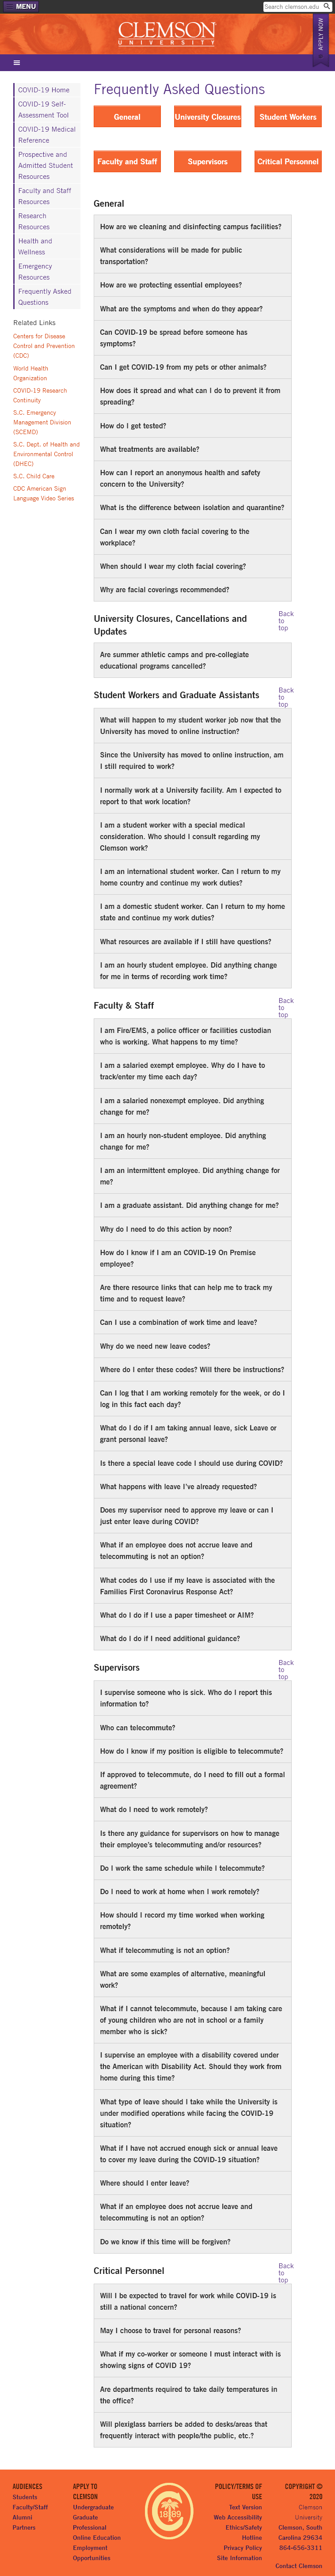 MENU
Search clemson.edu
CLEMSON
UNIVERSITY
APPLY NOW
COVID-19 Home
COVID-19 Self-
Assessment Tool
COVID-19 Medical
Reference
Prospective and
Admitted Student
Resources
Faculty and Staff
Resources
Research
Resources
Health and
Wellness
Emergency
Resources
Frequently Asked
Questions
Related Links
Centers for Disease
Control and Prevention
(CDC)
World Health
Organization
COVID-19 Research
Continuity
S.C. Emergency
Management Division
(SCEMD)
S.C. Dept. of Health and
Environmental Control
(DHEC)
S.C. Child Care
CDC American Sign
Language Video Series
Frequently Asked Questions
General
University Closures
Student Workers
Faculty and Staff
Supervisors
Critical Personnel
General
How are we cleaning and disinfecting campus facilities?
What considerations will be made for public
transportation?
How are we protecting essential employees?
What are the symptoms and when do they appear?
Can COVID-19 be spread before someone has
symptoms?
Can I get COVID-19 from my pets or other animals?
How does it spread and what can I do to prevent it from
spreading?
How do I get tested?
What treatments are available?
How can I report an anonymous health and safety
concern to the University?
What is the difference between isolation and quarantine?
Can I wear my own cloth facial covering to the
workplace?
When should I wear my cloth facial covering?
Why are facial coverings recommended?
University Closures, Cancellations and
Updates
Back
to
top
Are summer athletic camps and pre-collegiate
educational programs cancelled?
Student Workers and Graduate Assistants
Back
to
top
What will happen to my student worker job now that the
University has moved to online instruction?
Since the University has moved to online instruction, am
I still required to work?
I normally work at a University facility. Am I expected to
report to that work location?
I am a student worker with a special medical
consideration. Who should I consult regarding my
Clemson work?
I am an international student worker. Can I return to my
home country and continue my work duties?
I am a domestic student worker. Can I return to my home
state and continue my work duties?
What resources are available if I still have questions?
I am an hourly student employee. Did anything change
for me in terms of recording work time?
Faculty & Staff
Back
to
top
I am Fire/EMS, a police officer or facilities custodian
who is working. What happens to my time?
I am a salaried exempt employee. Why do I have to
track/enter my time each day?
I am a salaried nonexempt employee. Did anything
change for me?
I am an hourly non-student employee. Did anything
change for me?
I am an intermittent employee. Did anything change for
me?
I am a graduate assistant. Did anything change for me?
Why do I need to do this action by noon?
How do I know if I am an COVID-19 On Premise
employee?
Are there resource links that can help me to track my
time and to request leave?
Can I use a combination of work time and leave?
Why do we need new leave codes?
Where do I enter these codes? Will there be instructions?
Can I log that I am working remotely for the week, or do I
log in this fact each day?
What do I do if I am taking annual leave, sick Leave or
grant personal leave?
Is there a special leave code I should use during COVID?
What happens with leave I've already requested?
Does my supervisor need to approve my leave or can I
just enter leave during COVID?
What if an employee does not accrue leave and
telecommuting is not an option?
What codes do I use if my leave is associated with the
Families First Coronavirus Response Act?
What do I do if I use a paper timesheet or AIM?
What do I do if I need additional guidance?
Supervisors
Back
to
top
I supervise someone who is sick. Who do I report this
information to?
Who can telecommute?
How do I know if my position is eligible to telecommute?
If approved to telecommute, do I need to fill out a formal
agreement?
What do I need to work remotely?
Is there any guidance for supervisors on how to manage
their employee's telecommuting and/or resources?
Do I work the same schedule while I telecommute?
Do I need to work at home when I work remotely?
How should I record my time worked when working
remotely?
What if telecommuting is not an option?
What are some examples of alternative, meaningful
work?
What if I cannot telecommute, because I am taking care
of young children who are not in school or a family
member who is sick?
I supervise an employee with a disability covered under
the American with Disability Act. Should they work from
home during this time?
What type of leave should I take while the University is
under modified operations while facing the COVID-19
situation?
What if I have not accrued enough sick or annual leave
to cover my leave during the COVID-19 situation?
Where should I enter leave?
What if an employee does not accrue leave and
telecommuting is not an option?
Do we know if this time will be forgiven?
Critical Personnel
Back
to
top
Will I be expected to travel for work while COVID-19 is
still a national concern?
May I choose to travel for personal reasons?
What if my co-worker or someone I must interact with is
showing signs of COVID 19?
Are departments required to take daily temperatures in
the office?
Will plexiglass barriers be added to desks/areas that
frequently interact with people/the public, etc.?
AUDIENCES
Students
Faculty/Staff
Alumni
Partners
APPLY TO
CLEMSON
Undergraduate
Graduate
Professional
Online Education
Employment
Opportunities
1889
POLICY/TERMS OF
USE
Text Version
Web Accessibility
Ethics/Safety
Hotline
Privacy Policy
Site Information
COPYRIGHT ©
2020
Clemson
University
Clemson, South
Carolina 29634
864-656-3311
Contact Clemson